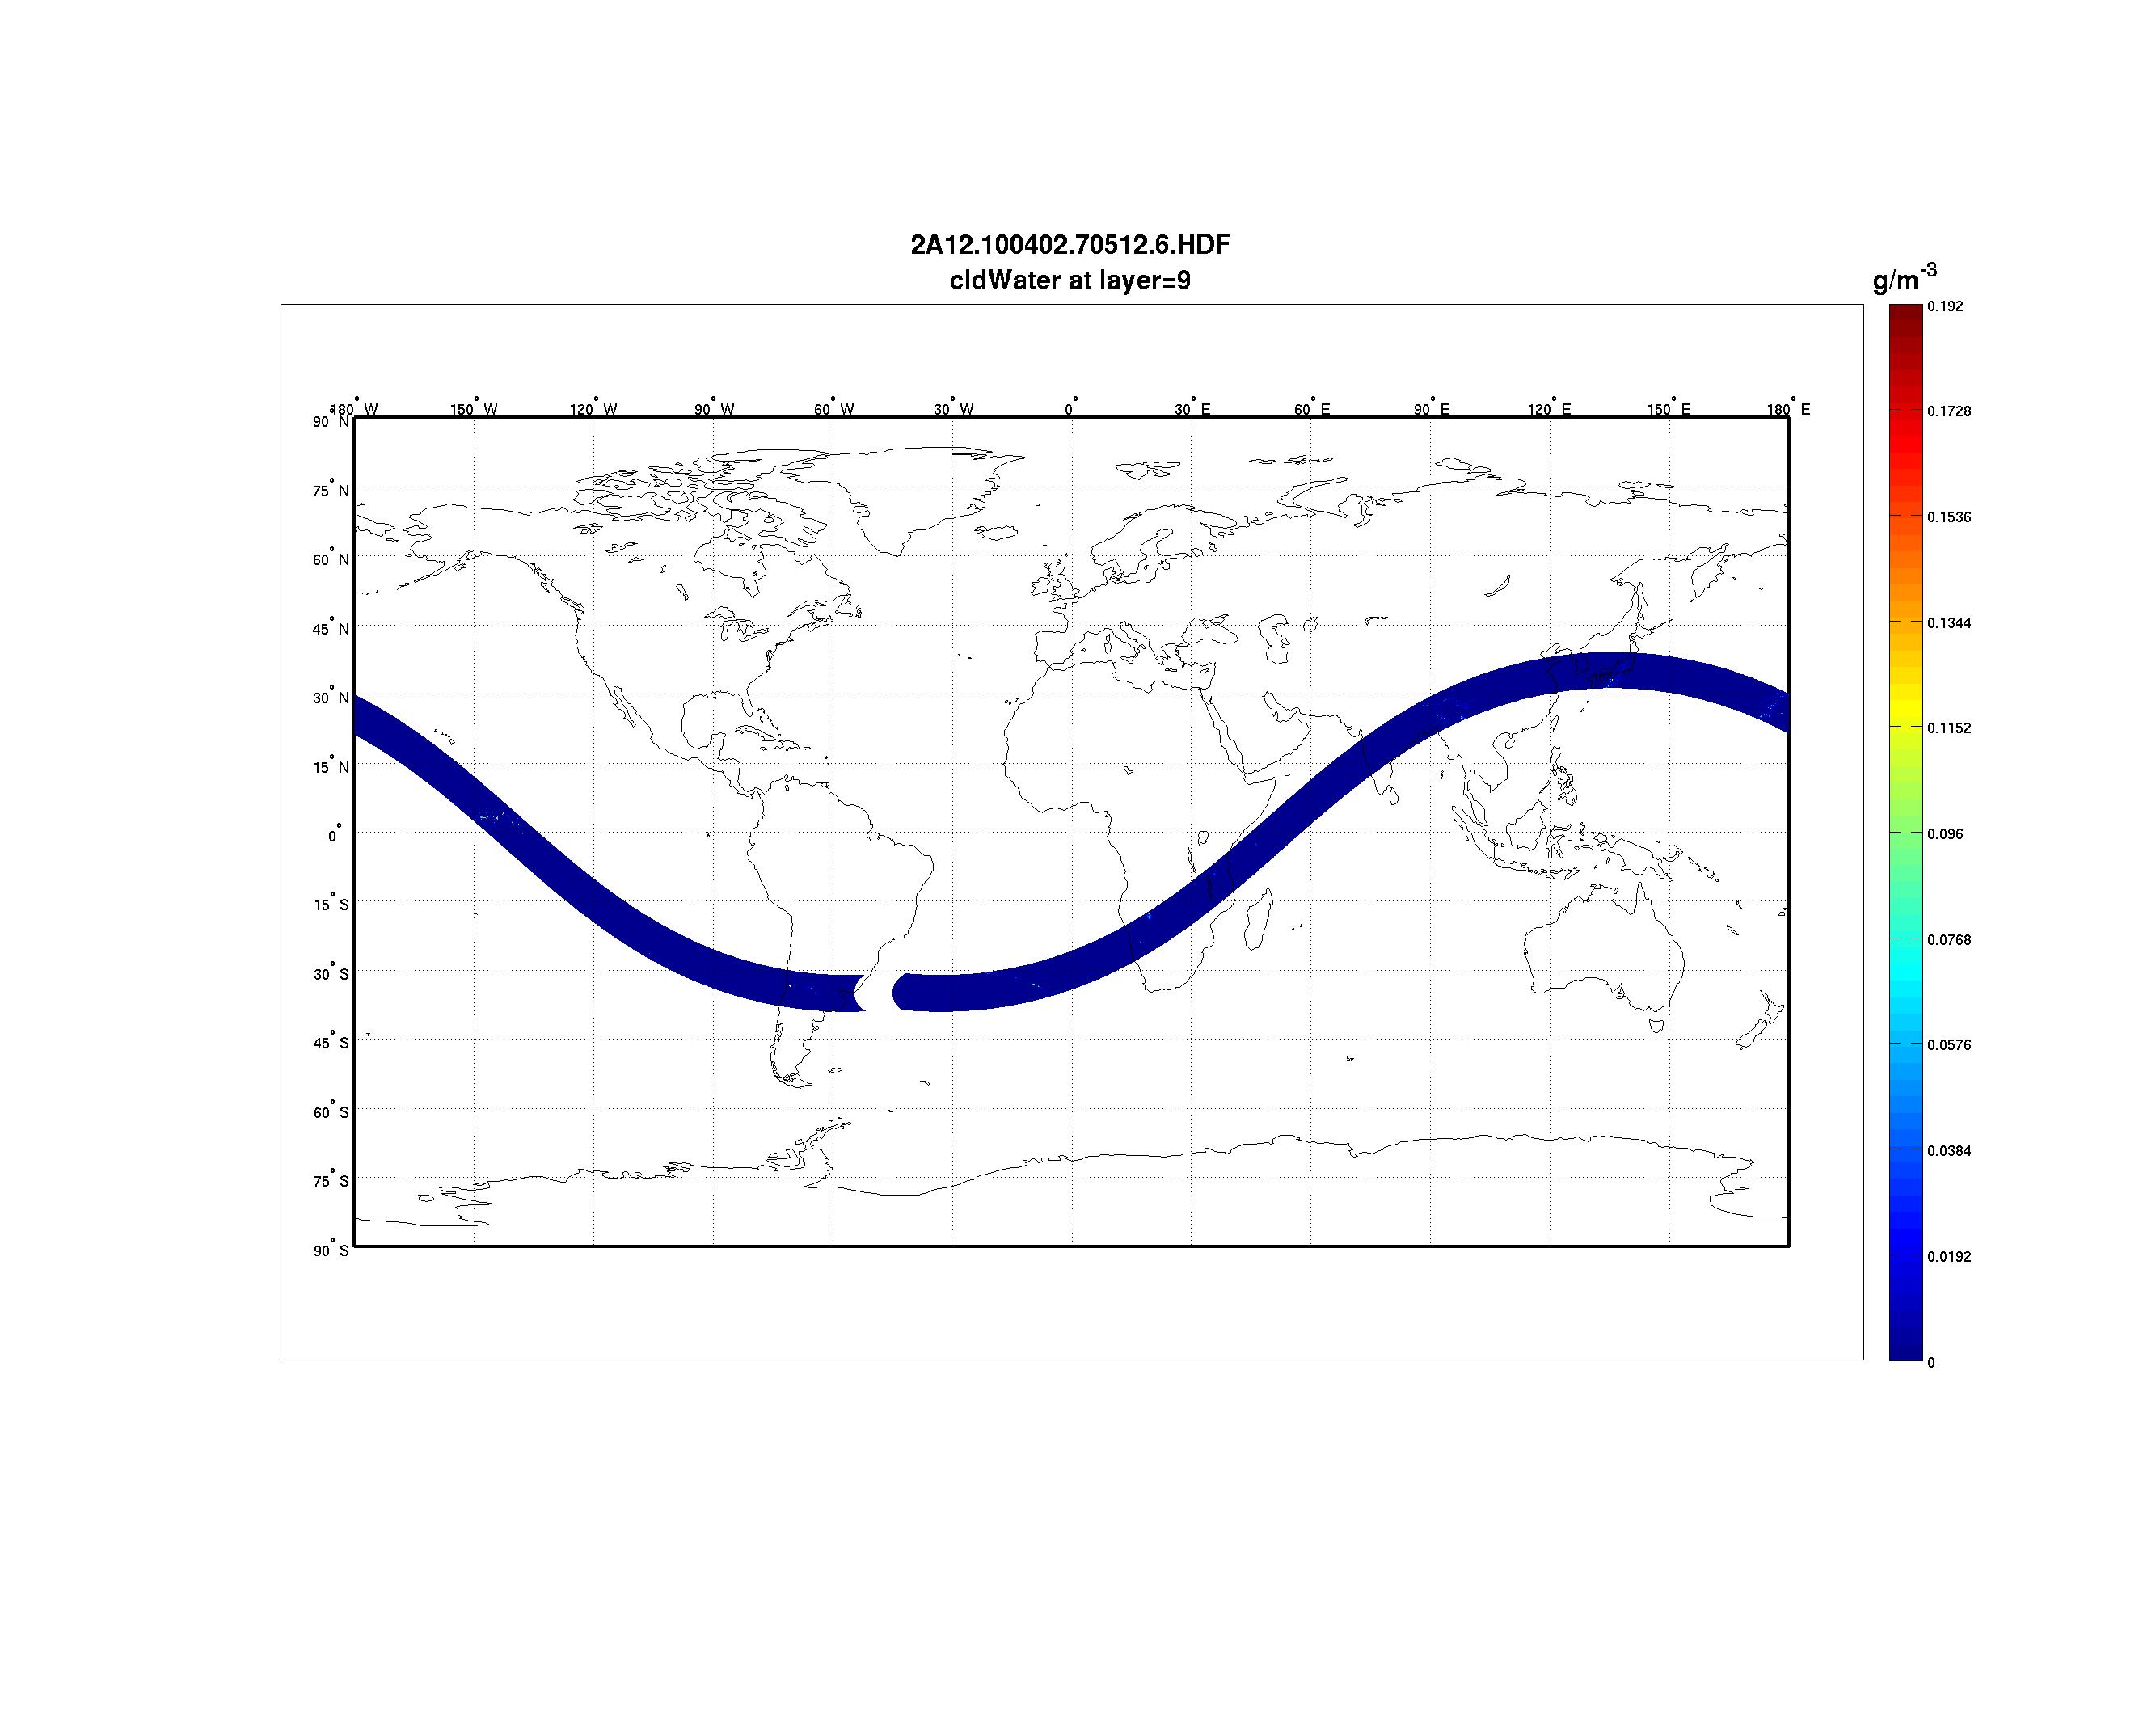 2A12.100402.70512.6.HDF
cldWater at layer=9
g/m-3
180° W 150° W 120° W 90° W 60° W 30° W 0° 30° E 60° E 90° E 120° E 150° E 180° E
90° N
75° N
60° N
45° N
30° N
15° N
0°
15° S
30° S
45° S
60° S
75° S
90° S
0.192
0.1728
0.1536
0.1344
0.1152
0.096
0.0768
0.0576
0.0384
0.0192
0